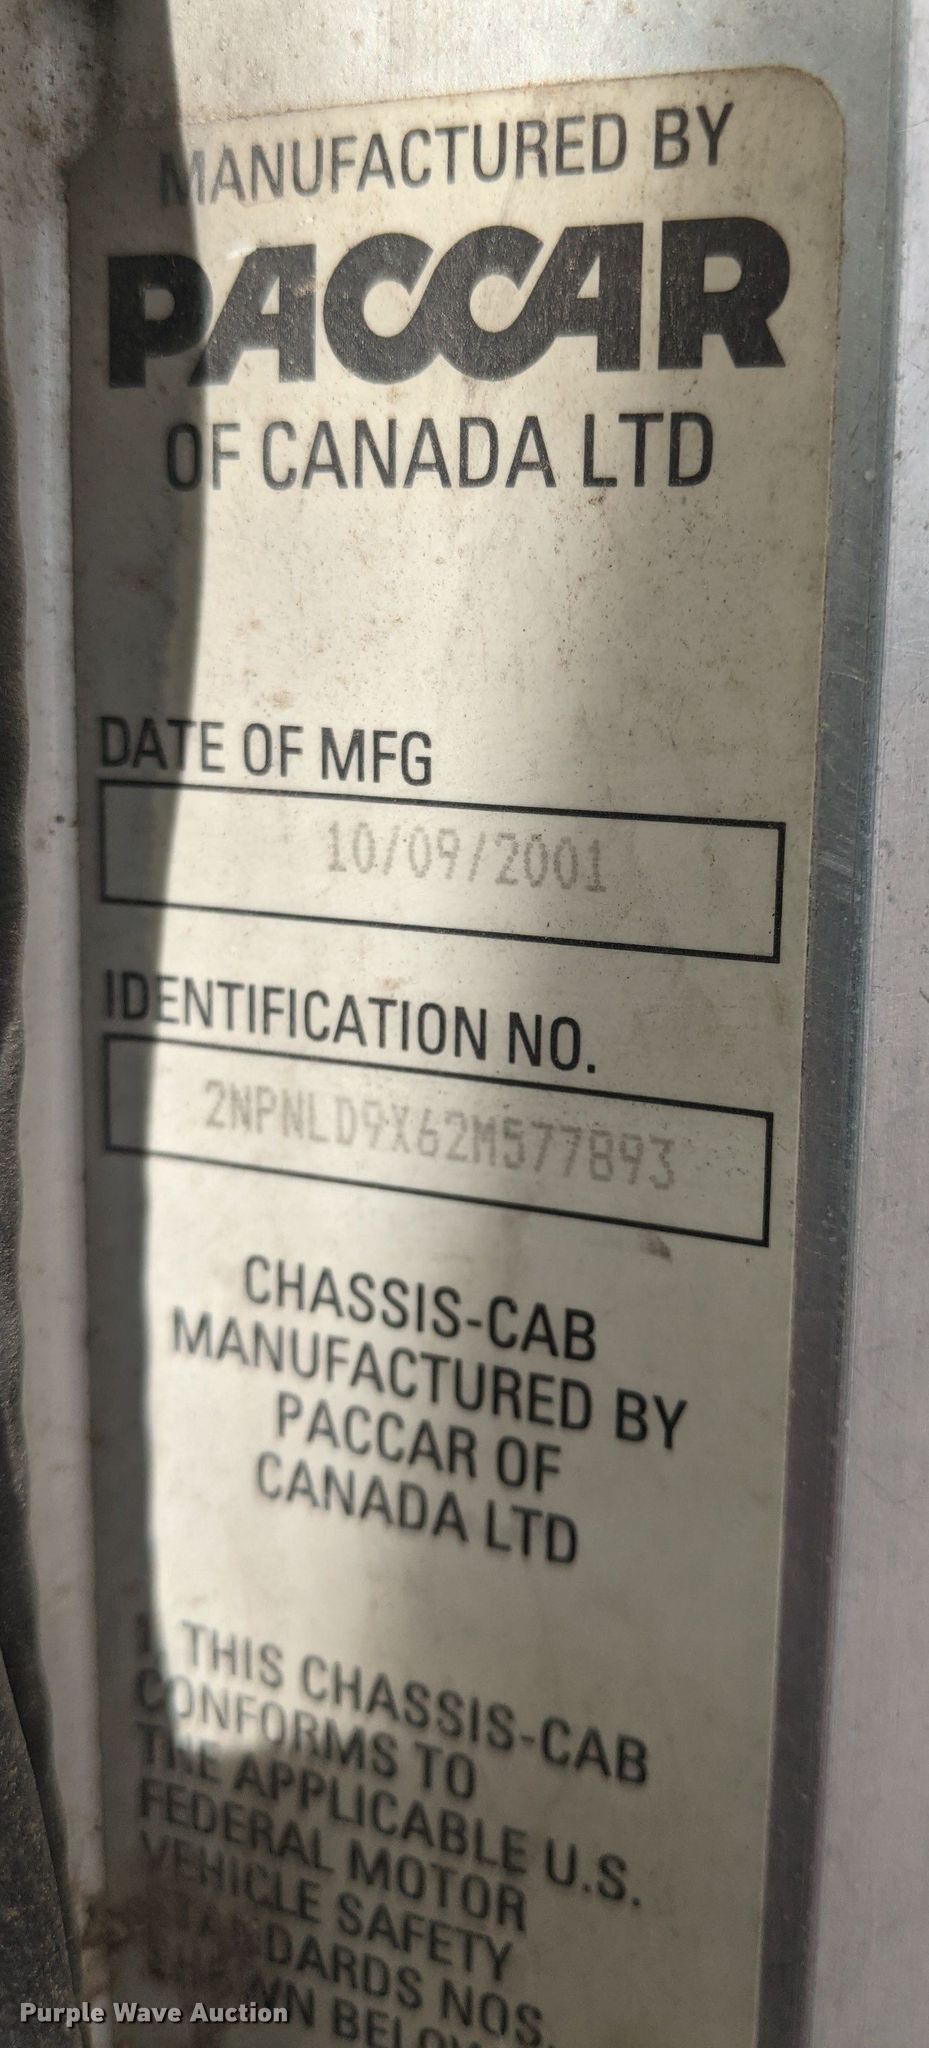 MANUFACTURED BY
PACCAR
OF CANADA LTD
DATE OF MFG
10/09/2001
IDENTIFICATION NO.
2NPNLD9X62M577893
CHASSIS-CAB
MANUFACTURED BY
PACCAR OF
CANADA LTD
THIS CHASSIS-CAB
CONFORMS TO
THE APPLICABLE U.S.
FEDERAL MOTOR
VEHICLE SAFETY
STANDARDS NOS.
BELOW
Purple Wave Auction